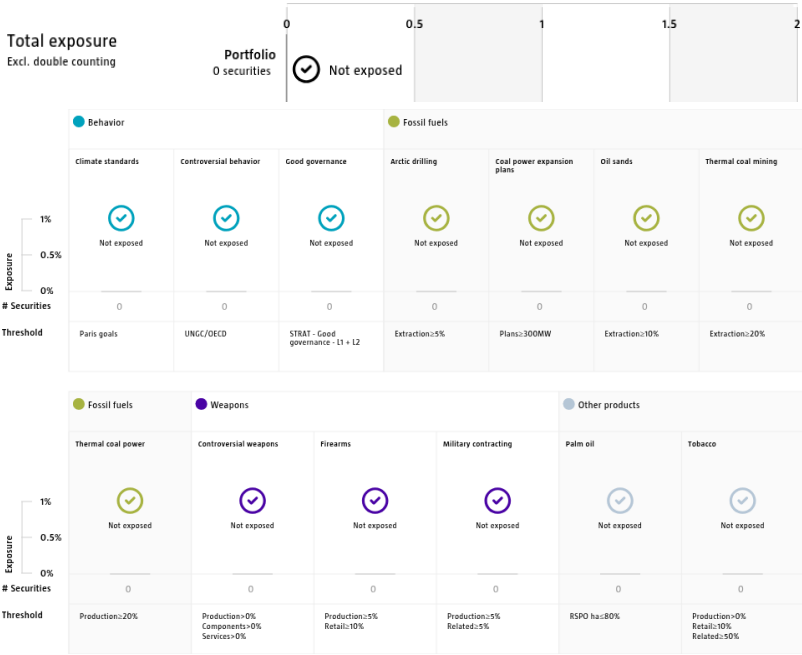 0 0.5 1 1.5 2
Total exposure
Excl. double counting
Portfolio
0 securities
Not exposed
Behavior Fossil fuels
Climate standards Controversial behavior Good governance Arctic drilling Coal power expansion plans Oil sands Thermal coal mining
Exposure
1%
Not exposed Not exposed Not exposed Not exposed Not exposed Not exposed Not exposed
0.5%
0%
# Securities 0 0 0 0 0 0 0
Threshold Paris goals UNGC/OECD STRAT - Good governance - L1 + L2 Extraction≥5% Plans≥300MW Extraction≥10% Extraction≥20%
Fossil fuels Weapons Other products
Thermal coal power Controversial weapons Firearms Military contracting Palm oil Tobacco
Exposure
1%
Not exposed Not exposed Not exposed Not exposed Not exposed Not exposed
0.5%
0%
# Securities 0 0 0 0 0 0
Threshold Production≥20% Production>0% Production≥5% Production≥5% RSPO ha≤80% Production>0%
Components>0% Retail≥10% Related≥5% Retail≥10%
Services>0% Related≥50%